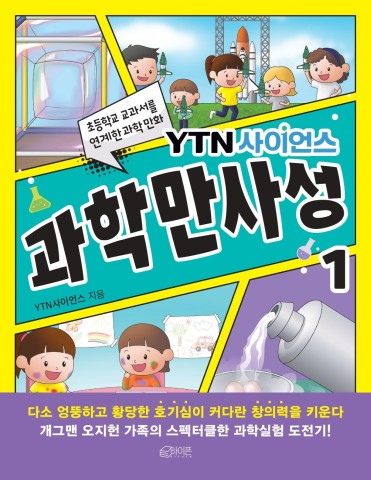 초등학교 교과서를
연계한 과학 만화
YTN 사이언스
과학만사성
1
YTN사이언스 지음
다소 엉뚱하고 황당한 호기심이 커다란 창의력을 키운다
개그맨 오지헌 가족의 스펙터클한 과학실험 도전기!